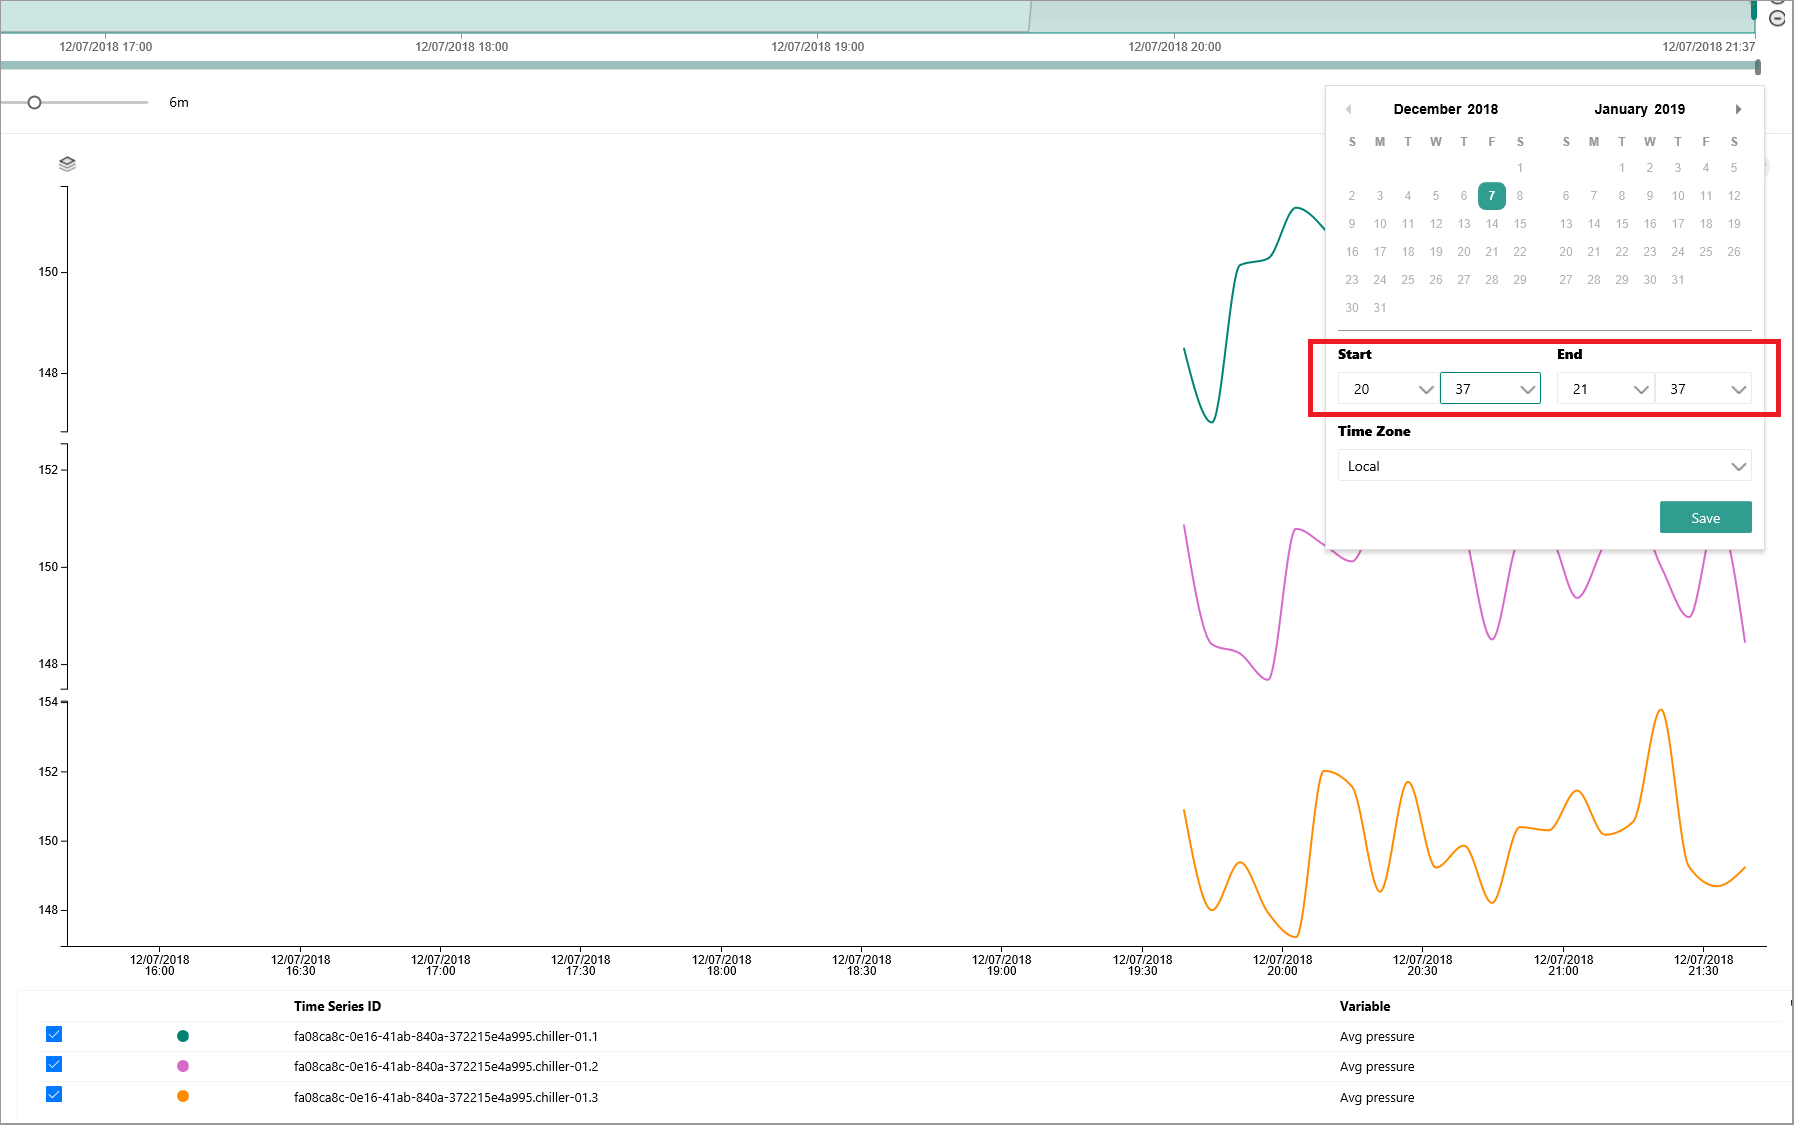 12/07/2018 17:00 12/07/2018 18:00 12/07/2018 19:00 12/07/2018 20:00 12/07/2018 21:37
6m
December 2018 January 2019
S M T W T F S S M T W T F S
1 1 2 3 4 5
2 3 4 5 6 7 8 6 7 8 9 10 11 12
9 10 11 12 13 14 15 13 14 15 16 17 18 19
16 17 18 19 20 21 22 20 21 22 23 24 25 26
23 24 25 26 27 28 29 27 28 29 30 31
30 31
Start End
20 37 21 37
Time Zone
Local
Save
150
148
152
150
148
154
152
150
148
12/07/2018 12/07/2018 12/07/2018 12/07/2018 12/07/2018 12/07/2018 12/07/2018 12/07/2018 12/07/2018 12/07/2018 12/07/2018 12/07/2018
16:00 16:30 17:00 17:30 18:00 18:30 19:00 19:30 20:00 20:30 21:00 21:30
Time Series ID Variable
fa08ca8c-0e16-41ab-840a-372215e4a995.chiller-01.1 Avg pressure
fa08ca8c-0e16-41ab-840a-372215e4a995.chiller-01.2 Avg pressure
fa08ca8c-0e16-41ab-840a-372215e4a995.chiller-01.3 Avg pressure